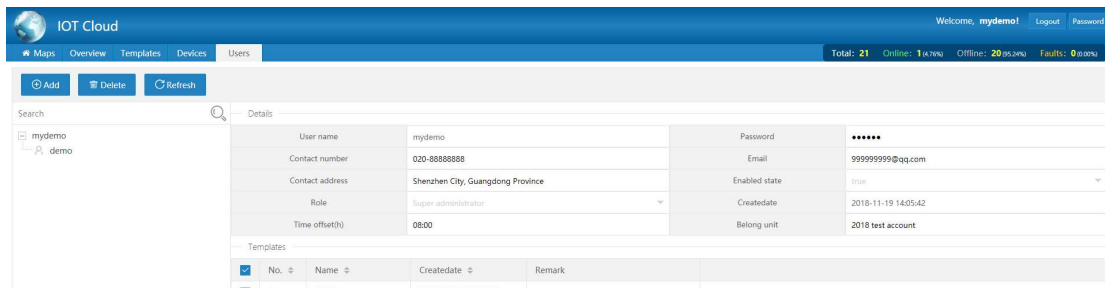 IOT Cloud
Welcome, mydemo! Logout Password
Maps Overview Templates Devices Users
Total: 21 Online: 1(4.76%) Offline: 20(95.24%) Faults: 0(0.00%)
Add Delete Refresh
Search
mydemo
demo
Details
User name mydemo Password ●●●●●●
Contact number 020-88888888 Email 999999999@qq.com
Contact address Shenzhen City, Guangdong Province Enabled state true
Role Super administrator Createdate 2018-11-19 14:05:42
Time offset(h) 08:00 Belong unit 2018 test account
Templates
No. Name Createdate Remark